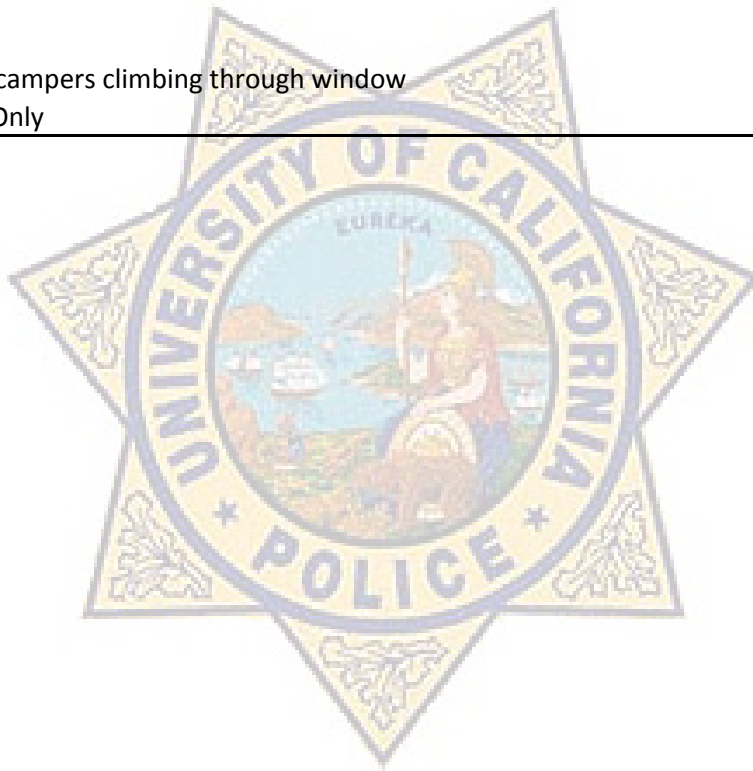 campers climbing through window
Only
UNIVERSITY OF CALIFORNIA
EUREKA
POLICE